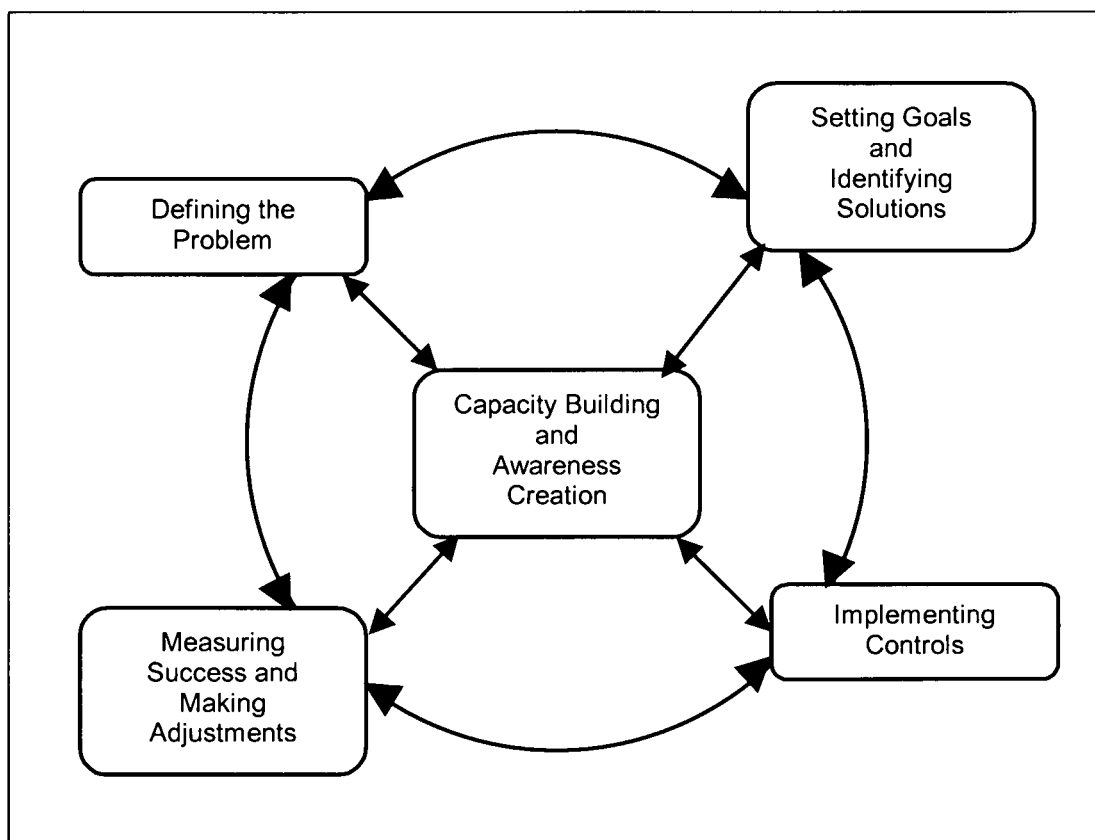 Defining the
Problem
Setting Goals
and
Identifying
Solutions
Capacity Building
and
Awareness
Creation
Measuring
Success and
Making
Adjustments
Implementing
Controls